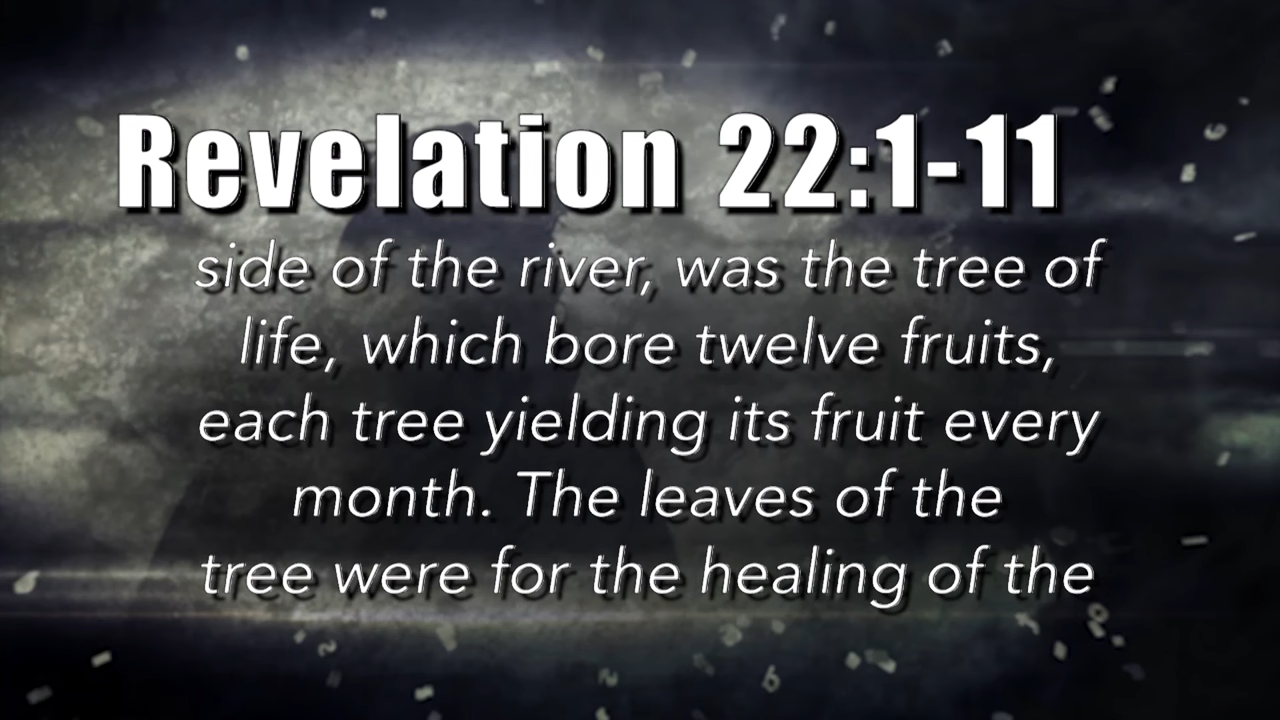 Revelation 22:1-11
side of the river, was the tree of
life, which bore twelve fruits,
each tree yielding its fruit every
month. The leaves of the
tree were for the healing of the